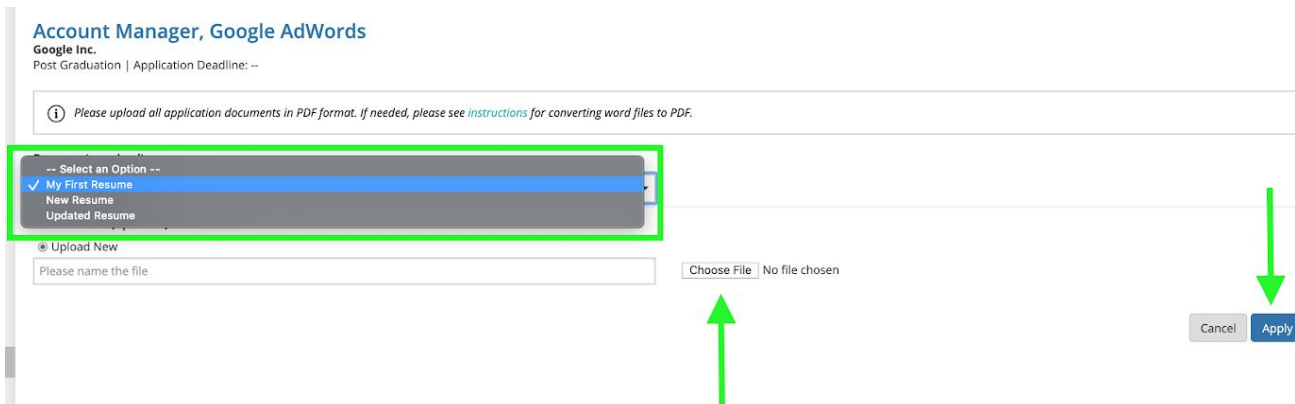 Account Manager, Google AdWords
Google Inc.
Post Graduation | Application Deadline: --
Please upload all application documents in PDF format. If needed, please see instructions for converting word files to PDF.
-- Select an Option --
✓ My First Resume
New Resume
Updated Resume
Upload New
Please name the file
Choose File No file chosen
Cancel Apply